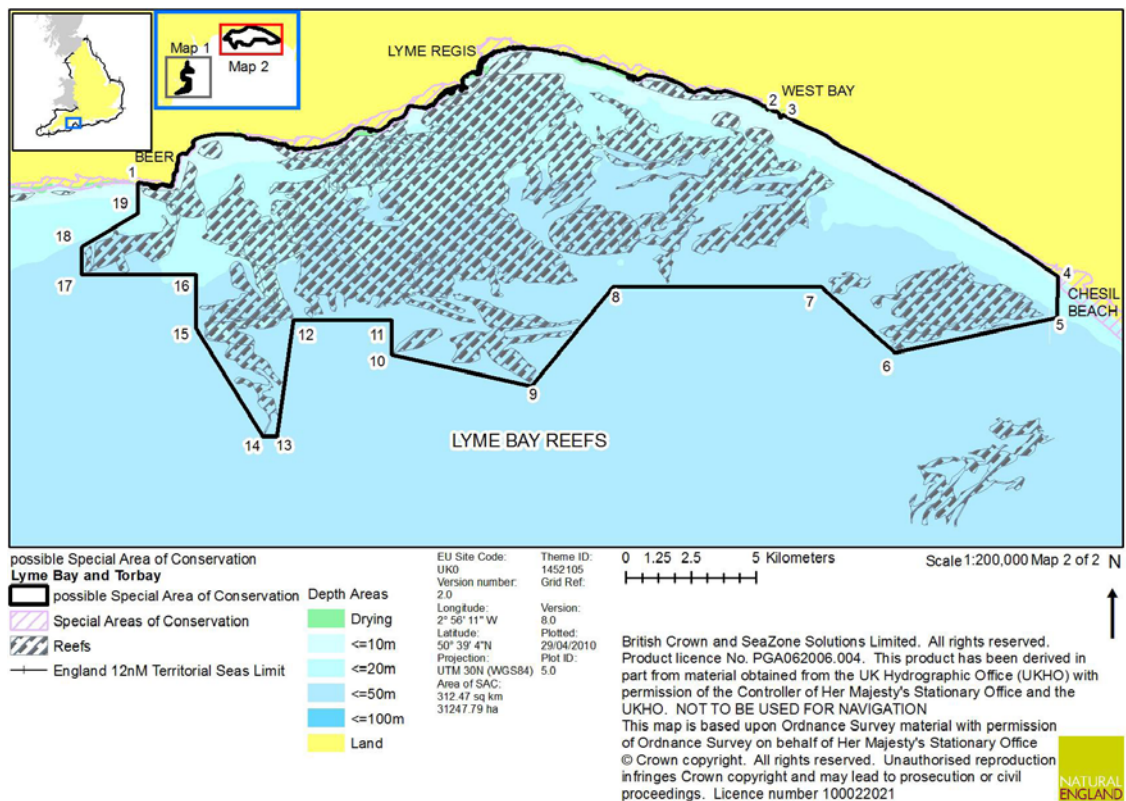 Map 1
Map 2
LYME REGIS
2
WEST BAY
3
BEER
1
19
18
17
16
15
14
13
12
11
10
9
8
7
6
4
CHESIL
BEACH
5
LYME BAY REEFS
possible Special Area of Conservation
Lyme Bay and Torbay
possible Special Area of Conservation
Special Areas of Conservation
Reefs
England 12nM Territorial Seas Limit
Depth Areas
Drying
<=10m
<=20m
<=50m
<=100m
Land
EU Site Code:
UK0
Version number:
2.0
Longitude:
2° 56' 11" W
Latitude:
50° 39' 4"N
Projection:
UTM 30N (WGS84)
Area of SAC:
312.47 sq km
31247.79 ha
Theme ID:
1452105
Grid Ref:
Version:
8.0
Plotted:
29/04/2010
Plot ID:
5.0
0 1.25 2.5 5 Kilometers
Scale 1:200,000 Map 2 of 2 N
British Crown and SeaZone Solutions Limited. All rights reserved.
Product licence No. PGA062006.004. This product has been derived in
part from material obtained from the UK Hydrographic Office (UKHO) with
permission of the Controller of Her Majesty's Stationary Office and the
UKHO. NOT TO BE USED FOR NAVIGATION
This map is based upon Ordnance Survey material with permission
of Ordnance Survey on behalf of Her Majesty's Stationary Office
© Crown copyright. All rights reserved. Unauthorised reproduction
infringes Crown copyright and may lead to prosecution or civil
proceedings. Licence number 100022021
NATURAL
ENGLAND